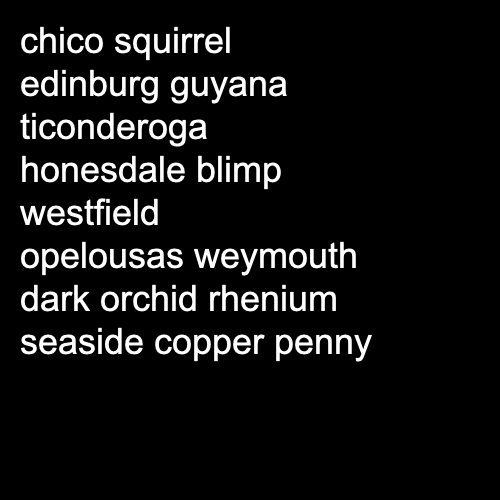 chico squirrel
edinburg guyana
ticonderoga
honesdale blimp
westfield
opelousas weymouth
dark orchid rhenium
seaside copper penny